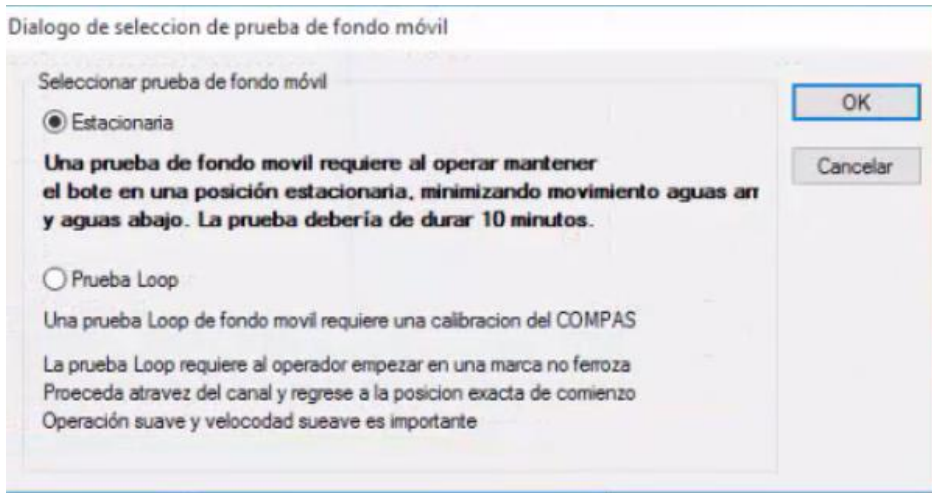 Dialogo de seleccion de prueba de fondo móvil
Seleccionar prueba de fondo móvil
Estacionaria
Una prueba de fondo movil requiere al operar mantener
el bote en una posición estacionaria, minimizando movimiento aguas arr
y aguas abajo. La prueba debería de durar 10 minutos.
Prueba Loop
Una prueba Loop de fondo movil requiere una calibracion del COMPAS
La prueba Loop requiere al operador empezar en una marca no ferroza
Proeceda atravez del canal y regrese a la posicion exacta de comienzo
Operación suave y velocodad sueave es importante
OK
Cancelar